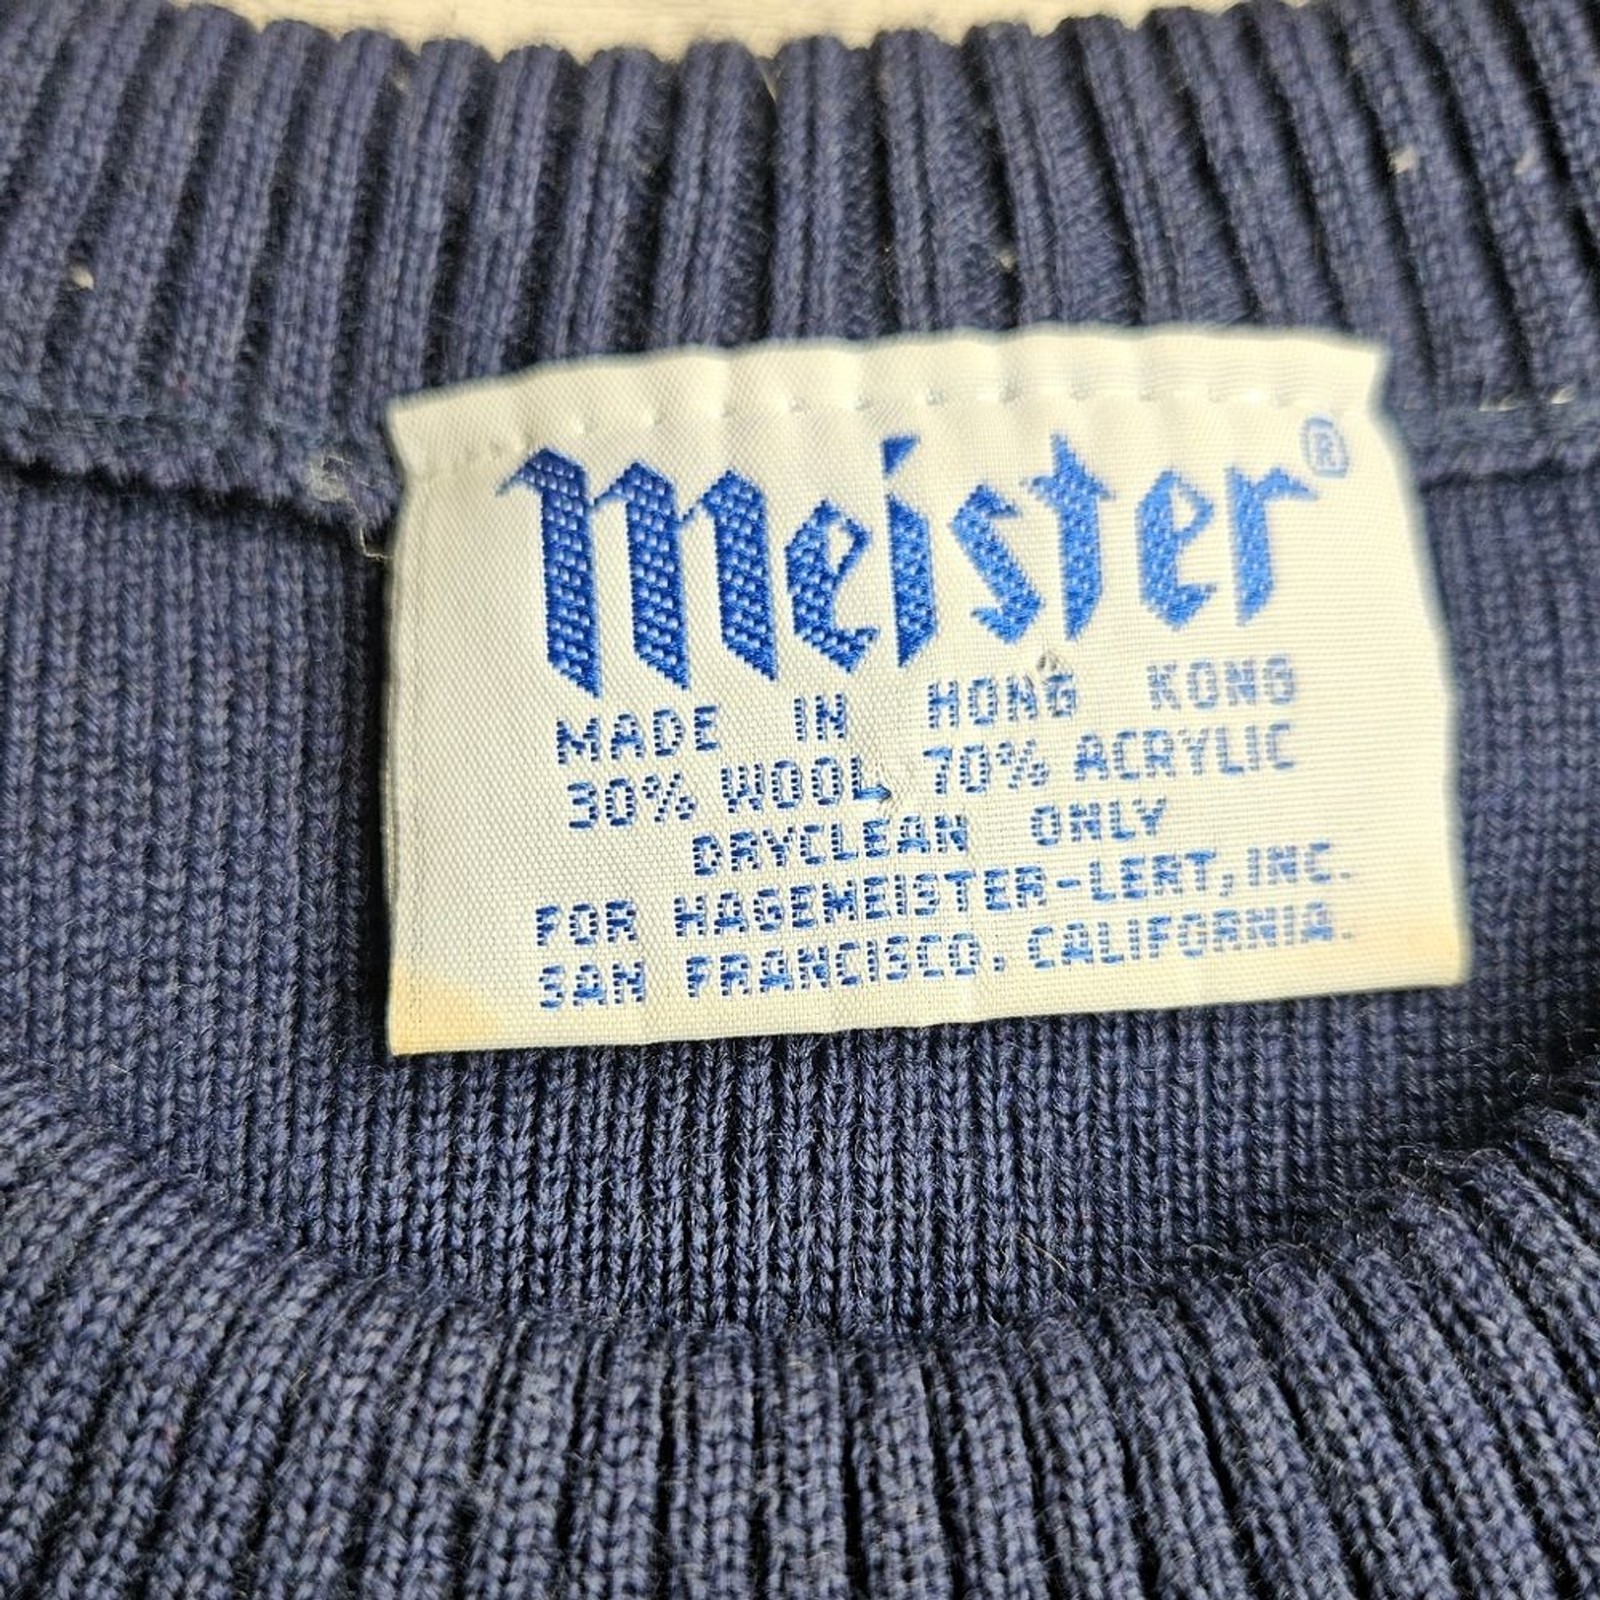 meister®
MADE IN HONG KONG
30% WOOL 70% ACRYLIC
DRYCLEAN ONLY
FOR HAGEMEISTER-LERT, INC.
SAN FRANCISCO, CALIFORNIA.